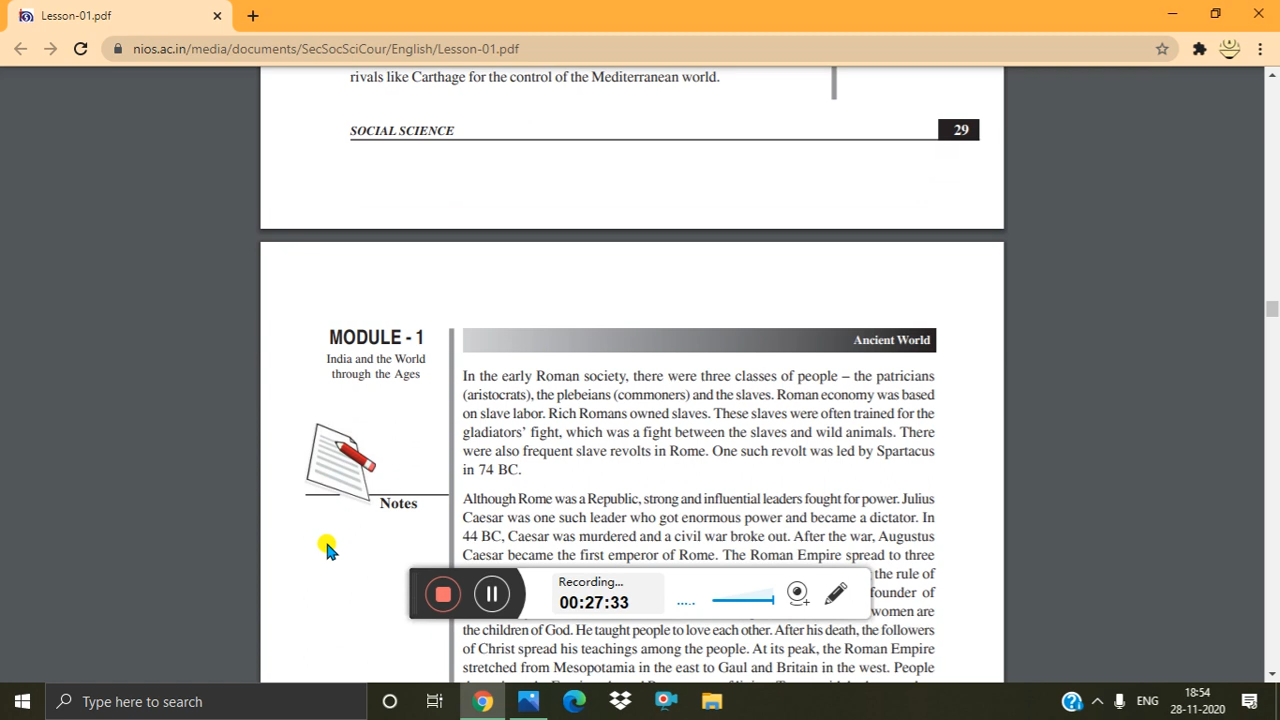 Lesson-1.pdf
nios.ac.in/media/documents/SecSocSciCour/English/Lesson-01.pdf
rivals like Carthage for the control of the Mediterranean world.
SOCIAL SCIENCE
29
MODULE - 1
India and the World
through the Ages
Notes
Ancient World
In the early Roman society, there were three classes of people – the patricians
(aristocrats), the plebeians (commoners) and the slaves. Roman economy was based
on slave labor. Rich Romans owned slaves. These slaves were often trained for the
gladiators' fight, which was a fight between the slaves and wild animals. There
were also frequent slave revolts in Rome. One such revolt was led by Spartacus
in 74 BC.
Although Rome was a Republic, strong and influential leaders fought for power. Julius
Caesar was one such leader who got enormous power and became a dictator. In
44 BC, Caesar was murdered and a civil war broke out. After the war, Augustus
Caesar became the first emperor of Rome. The Roman Empire spread to three
the rule of
founder of
women are
the children of God. He taught people to love each other. After his death, the followers
of Christ spread his teachings among the people. At its peak, the Roman Empire
stretched from Mesopotamia in the east to Gaul and Britain in the west. People
Recording...
00:27:33
Type here to search
ENG
18:54
28-11-2020